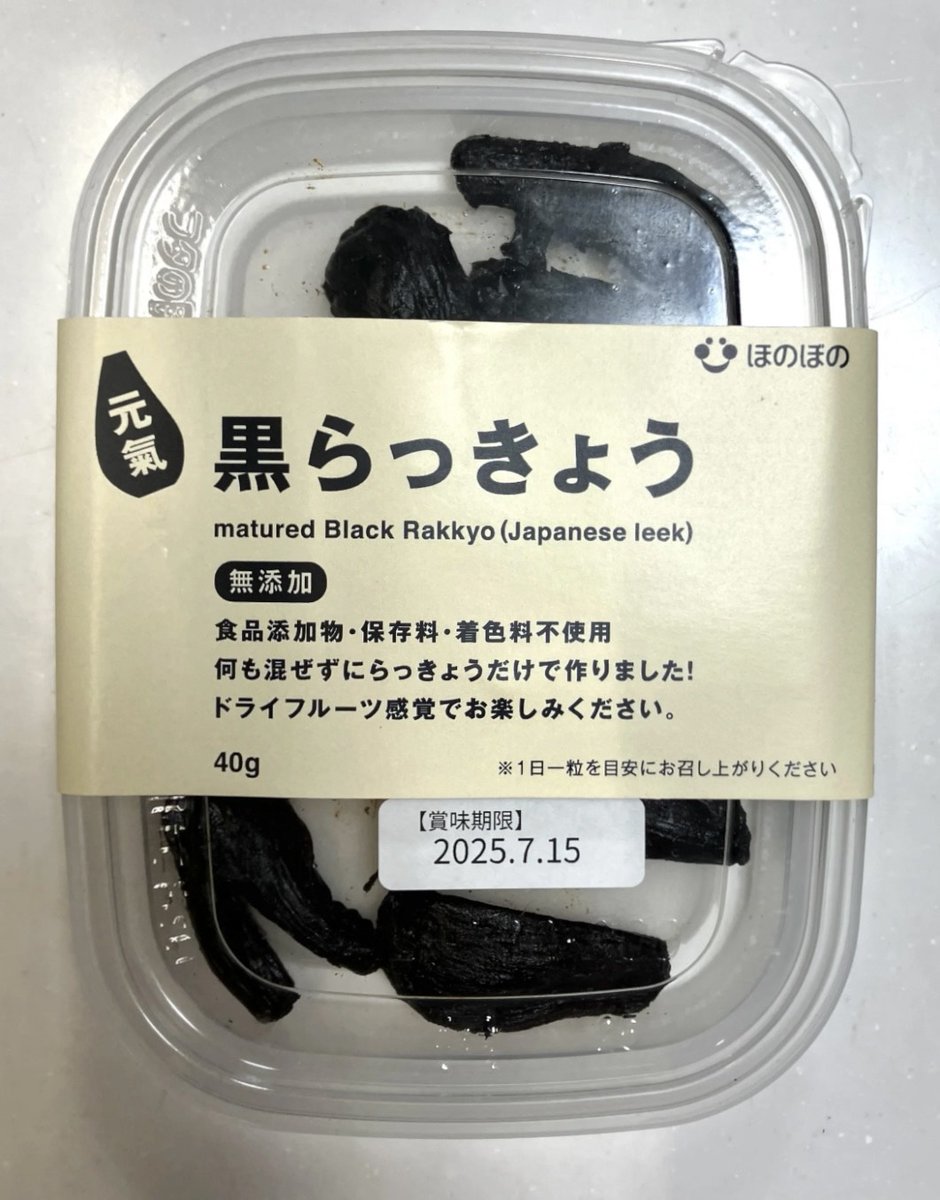 ほのぼの
元氣
黒らっきょう
matured Black Rakkyo (Japanese leek)
無添加
食品添加物・保存料・着色料不使用
何も混ぜずにらっきょうだけで作りました!
ドライフルーツ感覚でお楽しみください。
40g
※1日一粒を目安にお召し上がりください
【賞味期限】
2025.7.15